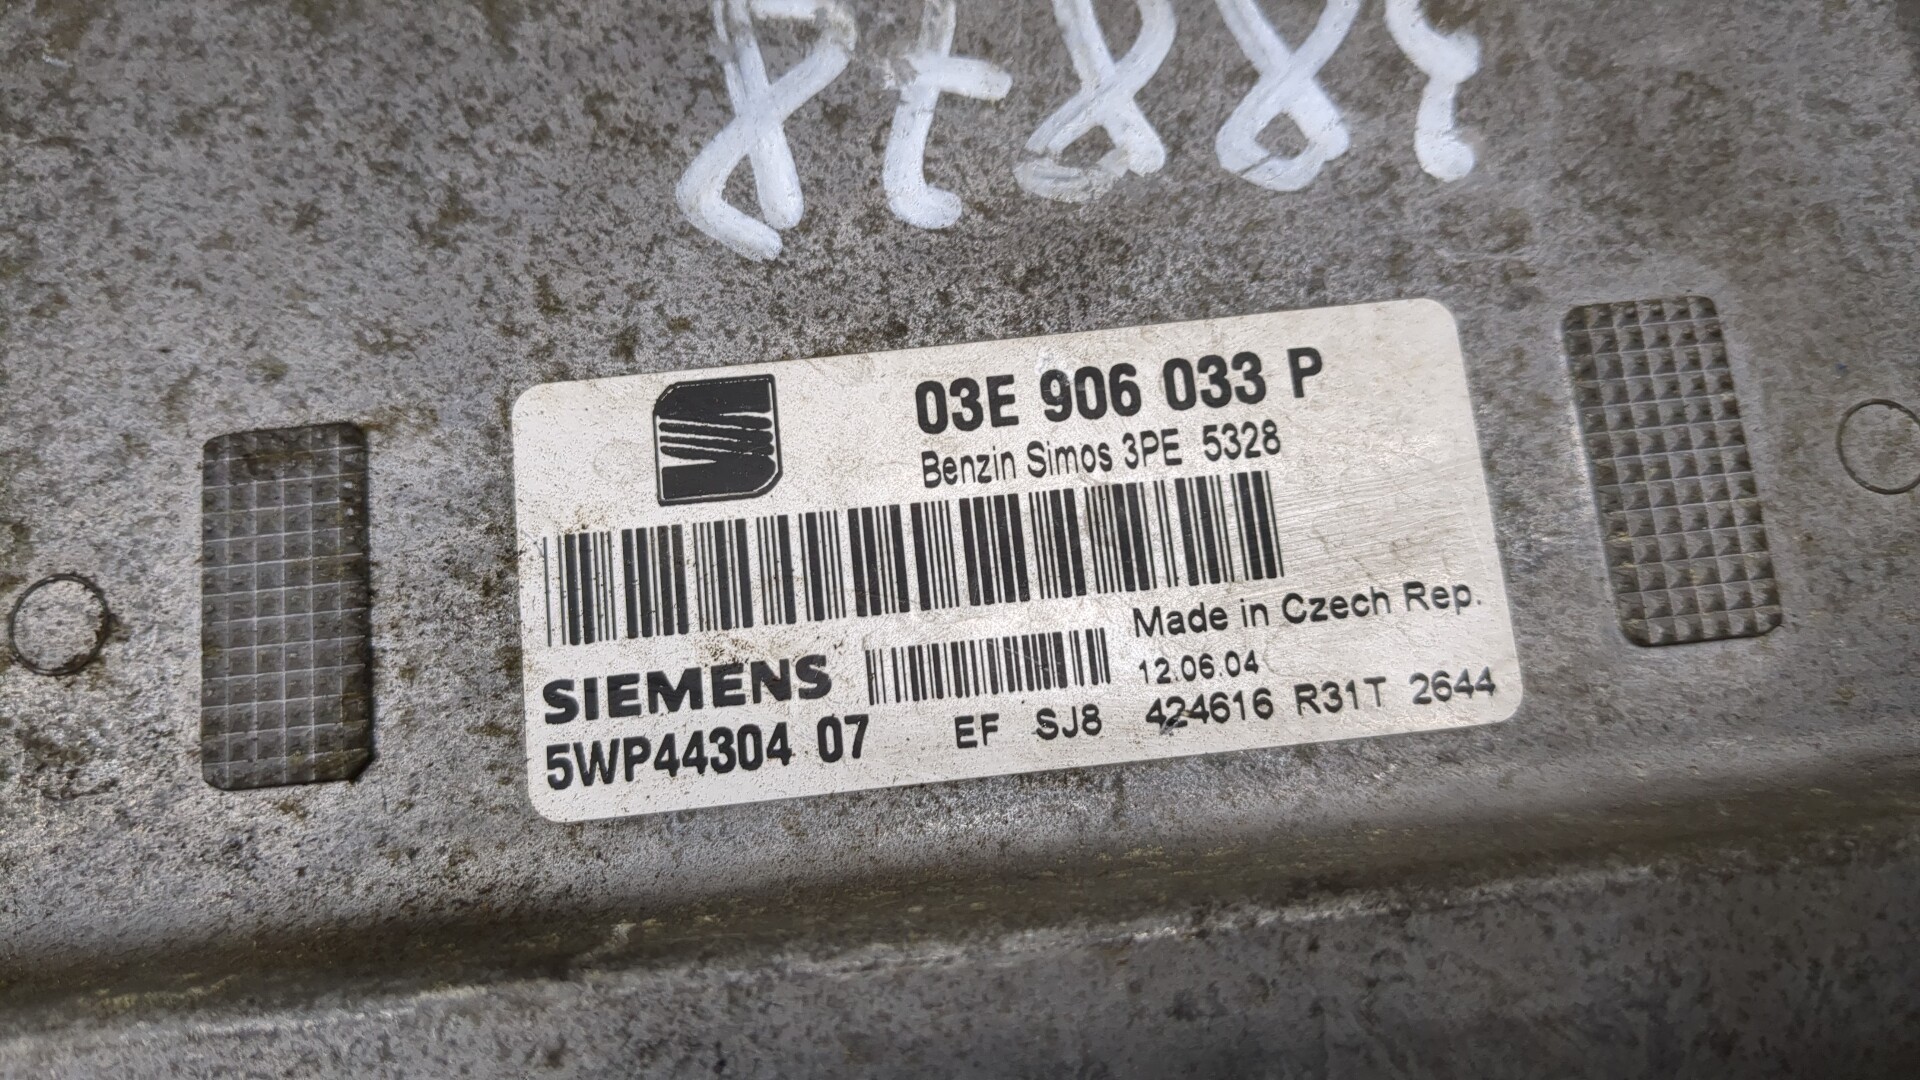 03E 906 033 P
Benzin Simos 3PE 5328
Made in Czech Rep.
SIEMENS
12.06.04
5WP44304 07 EF SJ8 424616 R31T 2644